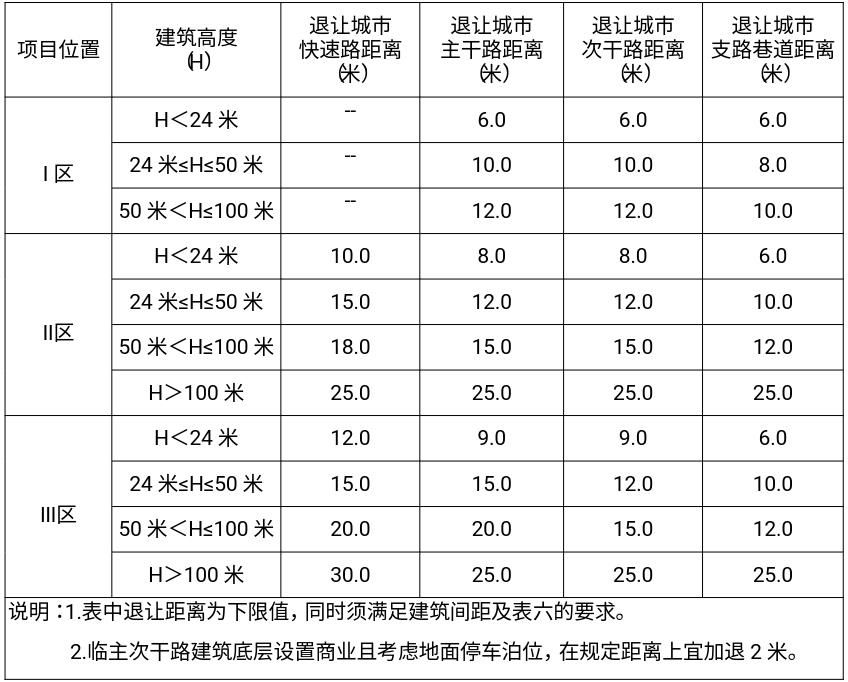 项目位置 建筑高度(H) 退让城市快速路距离(米) 退让城市主干路距离(米) 退让城市次干路距离(米) 退让城市支路巷道距离(米)
I 区 H＜24 米 -- 6.0 6.0 6.0
24 米≤H≤50 米 -- 10.0 10.0 8.0
50 米＜H≤100 米 -- 12.0 12.0 10.0
II区 H＜24 米 10.0 8.0 8.0 6.0
24 米≤H≤50 米 15.0 12.0 12.0 10.0
50 米＜H≤100 米 18.0 15.0 15.0 12.0
H＞100 米 25.0 25.0 25.0 25.0
III区 H＜24 米 12.0 9.0 9.0 6.0
24 米≤H≤50 米 15.0 15.0 12.0 10.0
50 米＜H≤100 米 20.0 20.0 15.0 12.0
H＞100 米 30.0 25.0 25.0 25.0
说明：1.表中退让距离为下限值，同时须满足建筑间距及表六的要求。
2.临主次干路建筑底层设置商业且考虑地面停车泊位，在规定距离上宜加退 2 米。